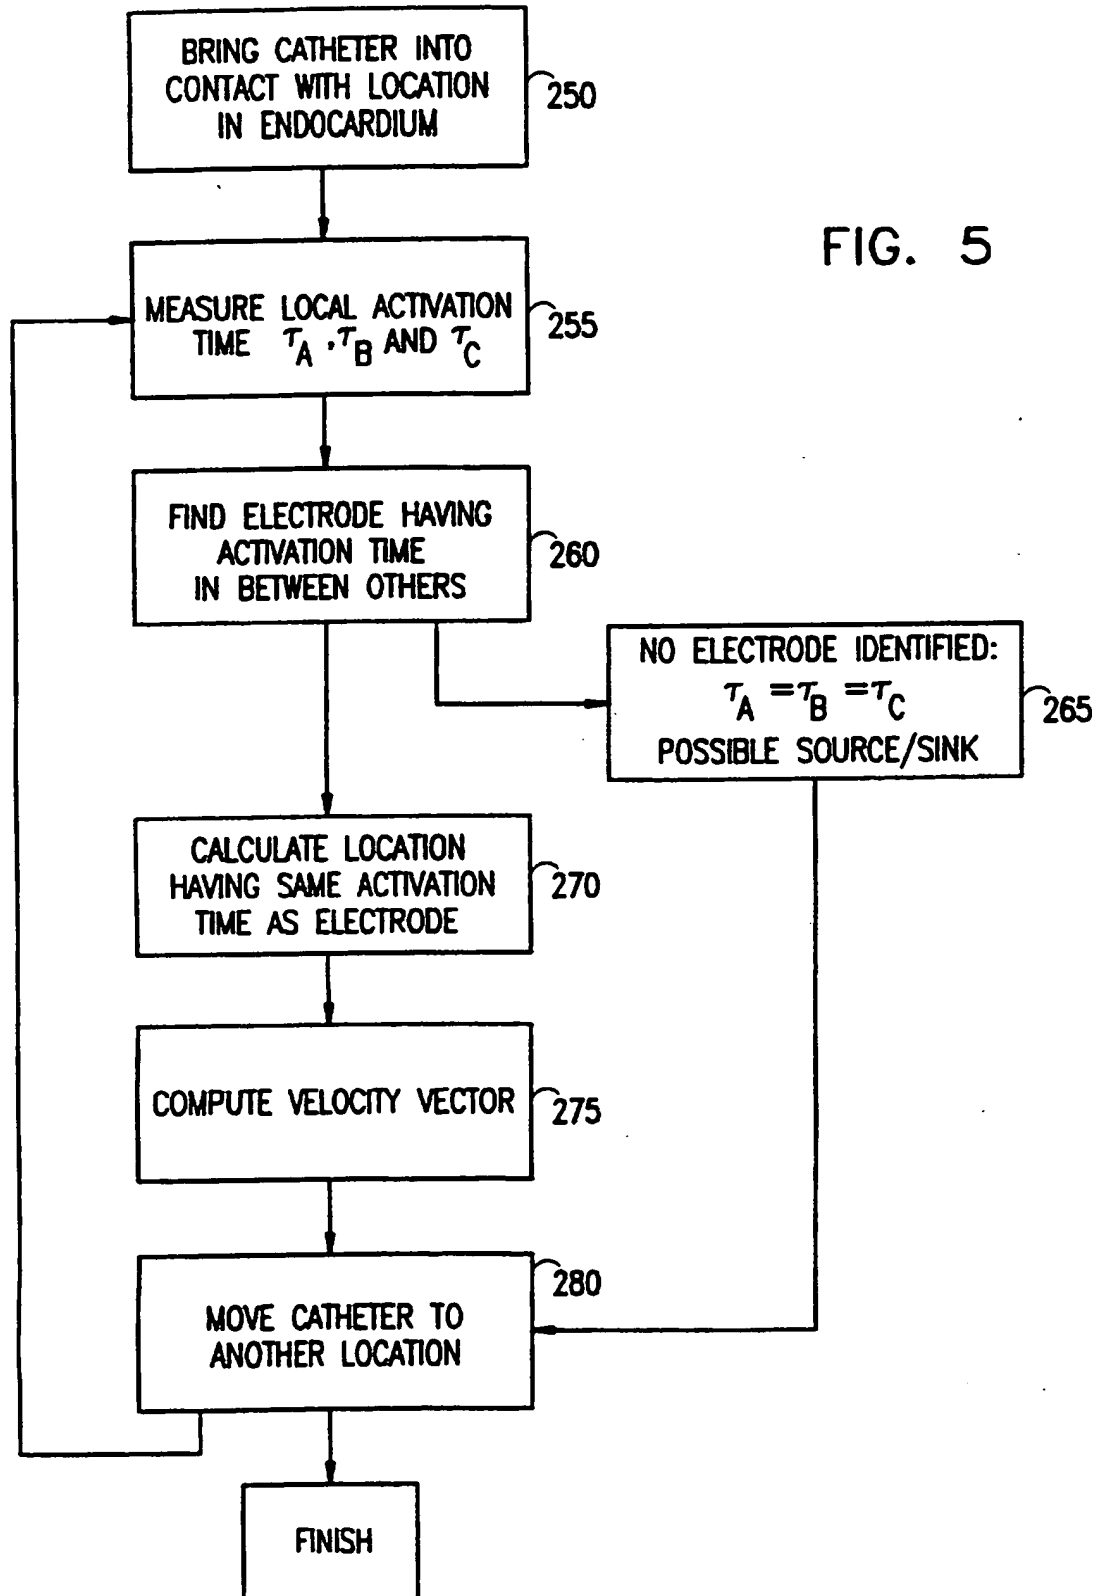 BRING CATHETER INTO
CONTACT WITH LOCATION
IN ENDOCARDIUM
250
FIG. 5
MEASURE LOCAL ACTIVATION
TIME τA , τB AND τC
255
FIND ELECTRODE HAVING
ACTIVATION TIME
IN BETWEEN OTHERS
260
NO ELECTRODE IDENTIFIED:
τA = τB = τC
POSSIBLE SOURCE/SINK
265
CALCULATE LOCATION
HAVING SAME ACTIVATION
TIME AS ELECTRODE
270
COMPUTE VELOCITY VECTOR
275
MOVE CATHETER TO
ANOTHER LOCATION
280
FINISH